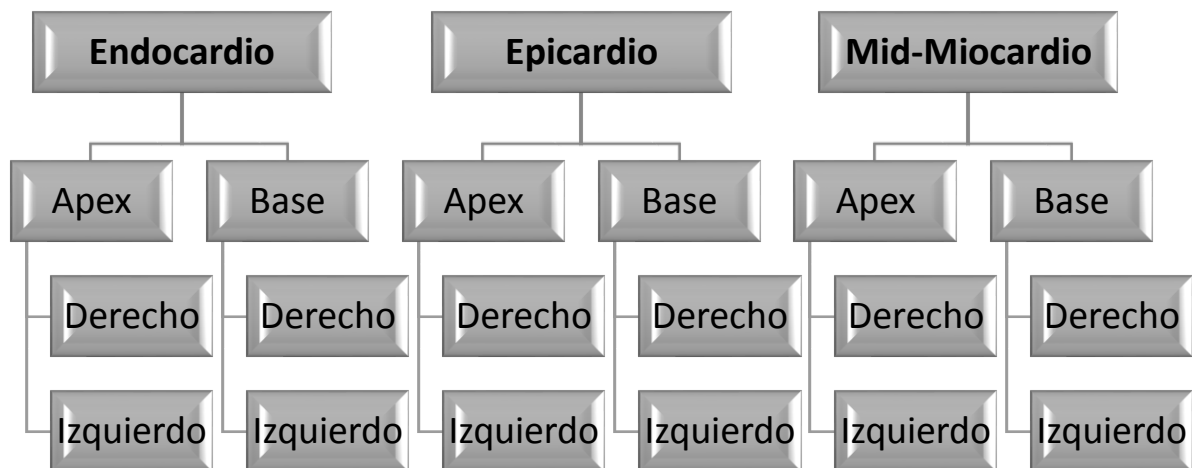 Endocardio
Epicardio
Mid-Miocardio
Apex
Base
Apex
Base
Apex
Base
Derecho
Derecho
Derecho
Derecho
Derecho
Derecho
Izquierdo
Izquierdo
Izquierdo
Izquierdo
Izquierdo
Izquierdo